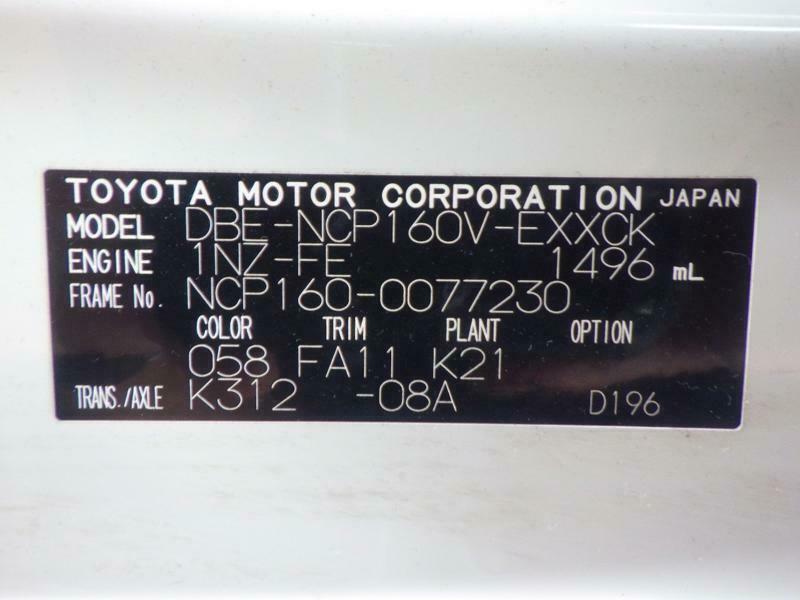 TOYOTA MOTOR CORPORATION JAPAN
MODEL DBE-NCP160V-EXXCK
ENGINE 1NZ-FE 1496 mL
FRAME No. NCP160-0077230
COLOR TRIM PLANT OPTION
058 FA11 K21
TRANS./AXLE K312 -08A D196